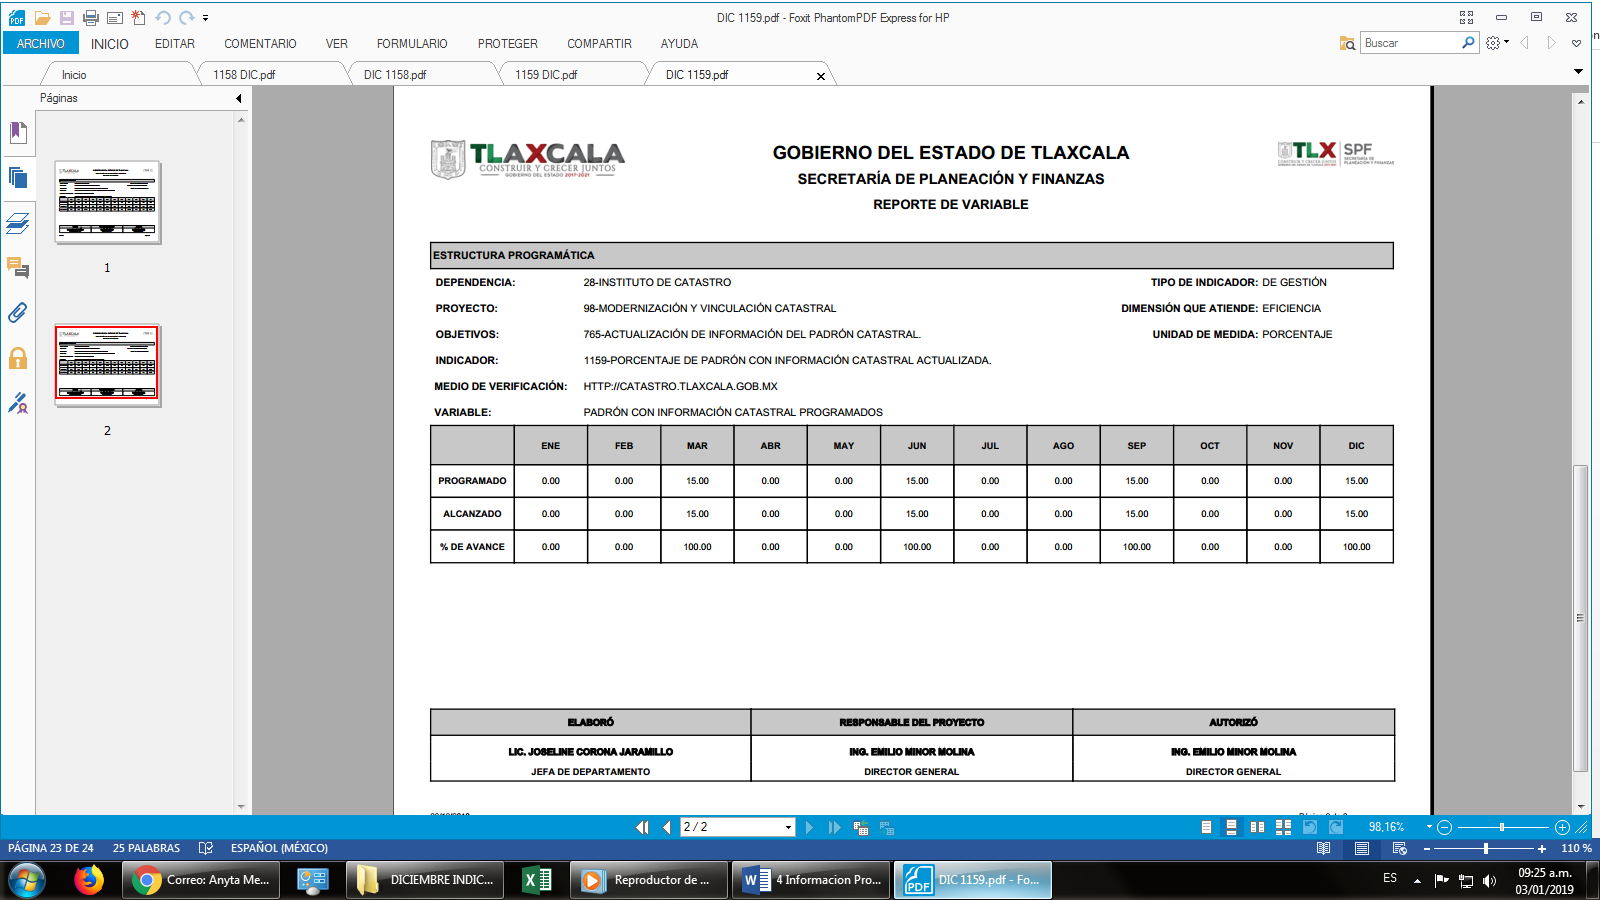 DIC 1159.pdf - Foxit PhantomPDF Express for HP
ARCHIVO INICIO EDITAR COMENTARIO VER FORMULARIO PROTEGER COMPARTIR AYUDA Buscar
Inicio 1158 DIC.pdf DIC 1158.pdf 1159 DIC.pdf DIC 1159.pdf
Páginas
1
2
TLAXCALA
CONSTRUIR Y CRECER JUNTOS
GOBIERNO DEL ESTADO 2017-2021
GOBIERNO DEL ESTADO DE TLAXCALA
SECRETARÍA DE PLANEACIÓN Y FINANZAS
REPORTE DE VARIABLE
TLX SPF
CONSTRUIR Y CRECER JUNTOS
SECRETARÍA DE
PLANEACIÓN Y FINANZAS
ESTRUCTURA PROGRAMÁTICA
DEPENDENCIA: 28-INSTITUTO DE CATASTRO TIPO DE INDICADOR: DE GESTIÓN
PROYECTO: 98-MODERNIZACIÓN Y VINCULACIÓN CATASTRAL DIMENSIÓN QUE ATIENDE: EFICIENCIA
OBJETIVOS: 765-ACTUALIZACIÓN DE INFORMACIÓN DEL PADRÓN CATASTRAL. UNIDAD DE MEDIDA: PORCENTAJE
INDICADOR: 1159-PORCENTAJE DE PADRÓN CON INFORMACIÓN CATASTRAL ACTUALIZADA.
MEDIO DE VERIFICACIÓN: HTTP://CATASTRO.TLAXCALA.GOB.MX
VARIABLE: PADRÓN CON INFORMACIÓN CATASTRAL PROGRAMADOS
ENE FEB MAR ABR MAY JUN JUL AGO SEP OCT NOV DIC
PROGRAMADO 0.00 0.00 15.00 0.00 0.00 15.00 0.00 0.00 15.00 0.00 0.00 15.00
ALCANZADO 0.00 0.00 15.00 0.00 0.00 15.00 0.00 0.00 15.00 0.00 0.00 15.00
% DE AVANCE 0.00 0.00 100.00 0.00 0.00 100.00 0.00 0.00 100.00 0.00 0.00 100.00
ELABORÓ RESPONSABLE DEL PROYECTO AUTORIZÓ
LIC. JOSELINE CORONA JARAMILLO ING. EMILIO MINOR MOLINA ING. EMILIO MINOR MOLINA
JEFA DE DEPARTAMENTO DIRECTOR GENERAL DIRECTOR GENERAL
2 / 2 98,16%
PÁGINA 23 DE 24 25 PALABRAS ESPAÑOL (MÉXICO) 110 %
Correo: Anyta Me... DICIEMBRE INDIC... Reproductor de ... 4 Informacion Pro... DIC 1159.pdf - Fo... ES 09:25 a.m.
03/01/2019